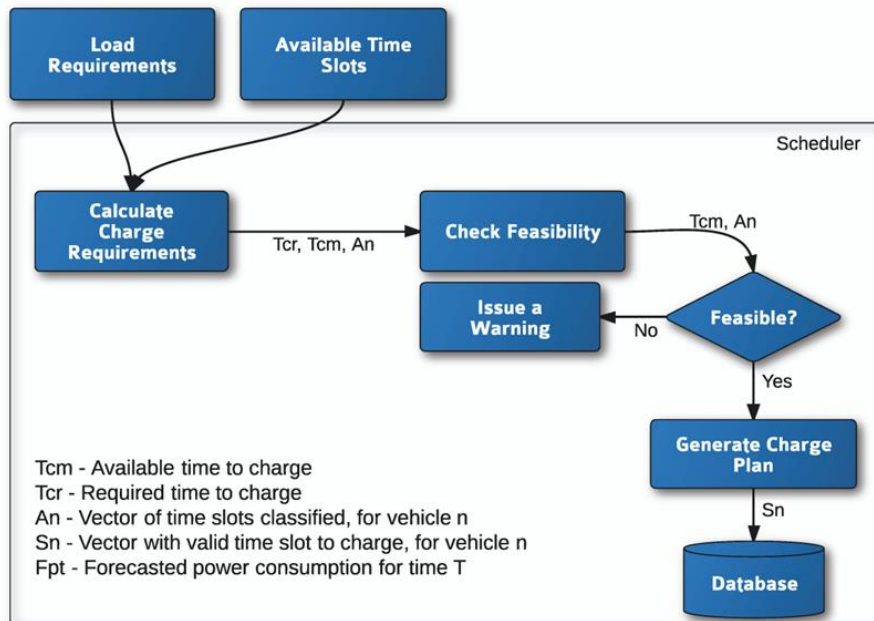 Load
Requirements
Available Time
Slots
Scheduler
Calculate
Charge
Requirements
Tcr, Tcm, An
Check Feasibility
Tcm, An
Issue a
Warning
No
Feasible?
Yes
Generate Charge
Plan
Sn
Database
Tcm - Available time to charge
Tcr - Required time to charge
An - Vector of time slots classified, for vehicle n
Sn - Vector with valid time slot to charge, for vehicle n
Fpt - Forecasted power consumption for time T